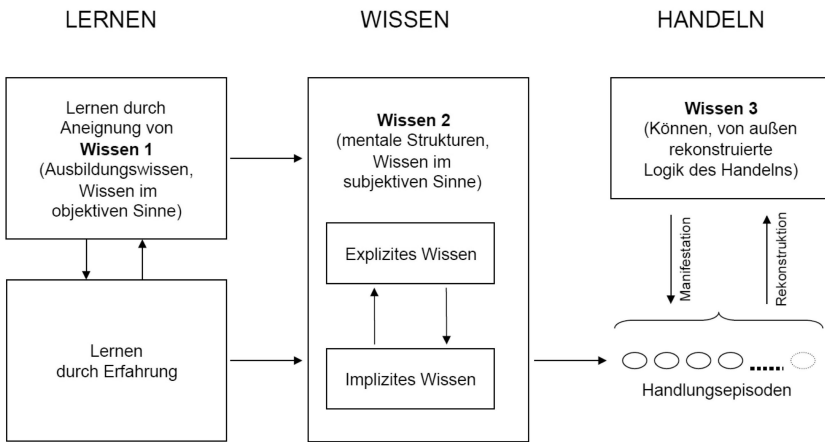 LERNEN
WISSEN
HANDELN
Lernen durch
Aneignung von
Wissen 1
(Ausbildungswissen,
Wissen im
objektiven Sinne)
Lernen
durch Erfahrung
Wissen 2
(mentale Strukturen,
Wissen im
subjektiven Sinne)
Explizites Wissen
Implizites Wissen
Wissen 3
(Können, von außen
rekonstruierte
Logik des Handelns)
Manifestation
Rekonstruktion
Handlungsepisoden